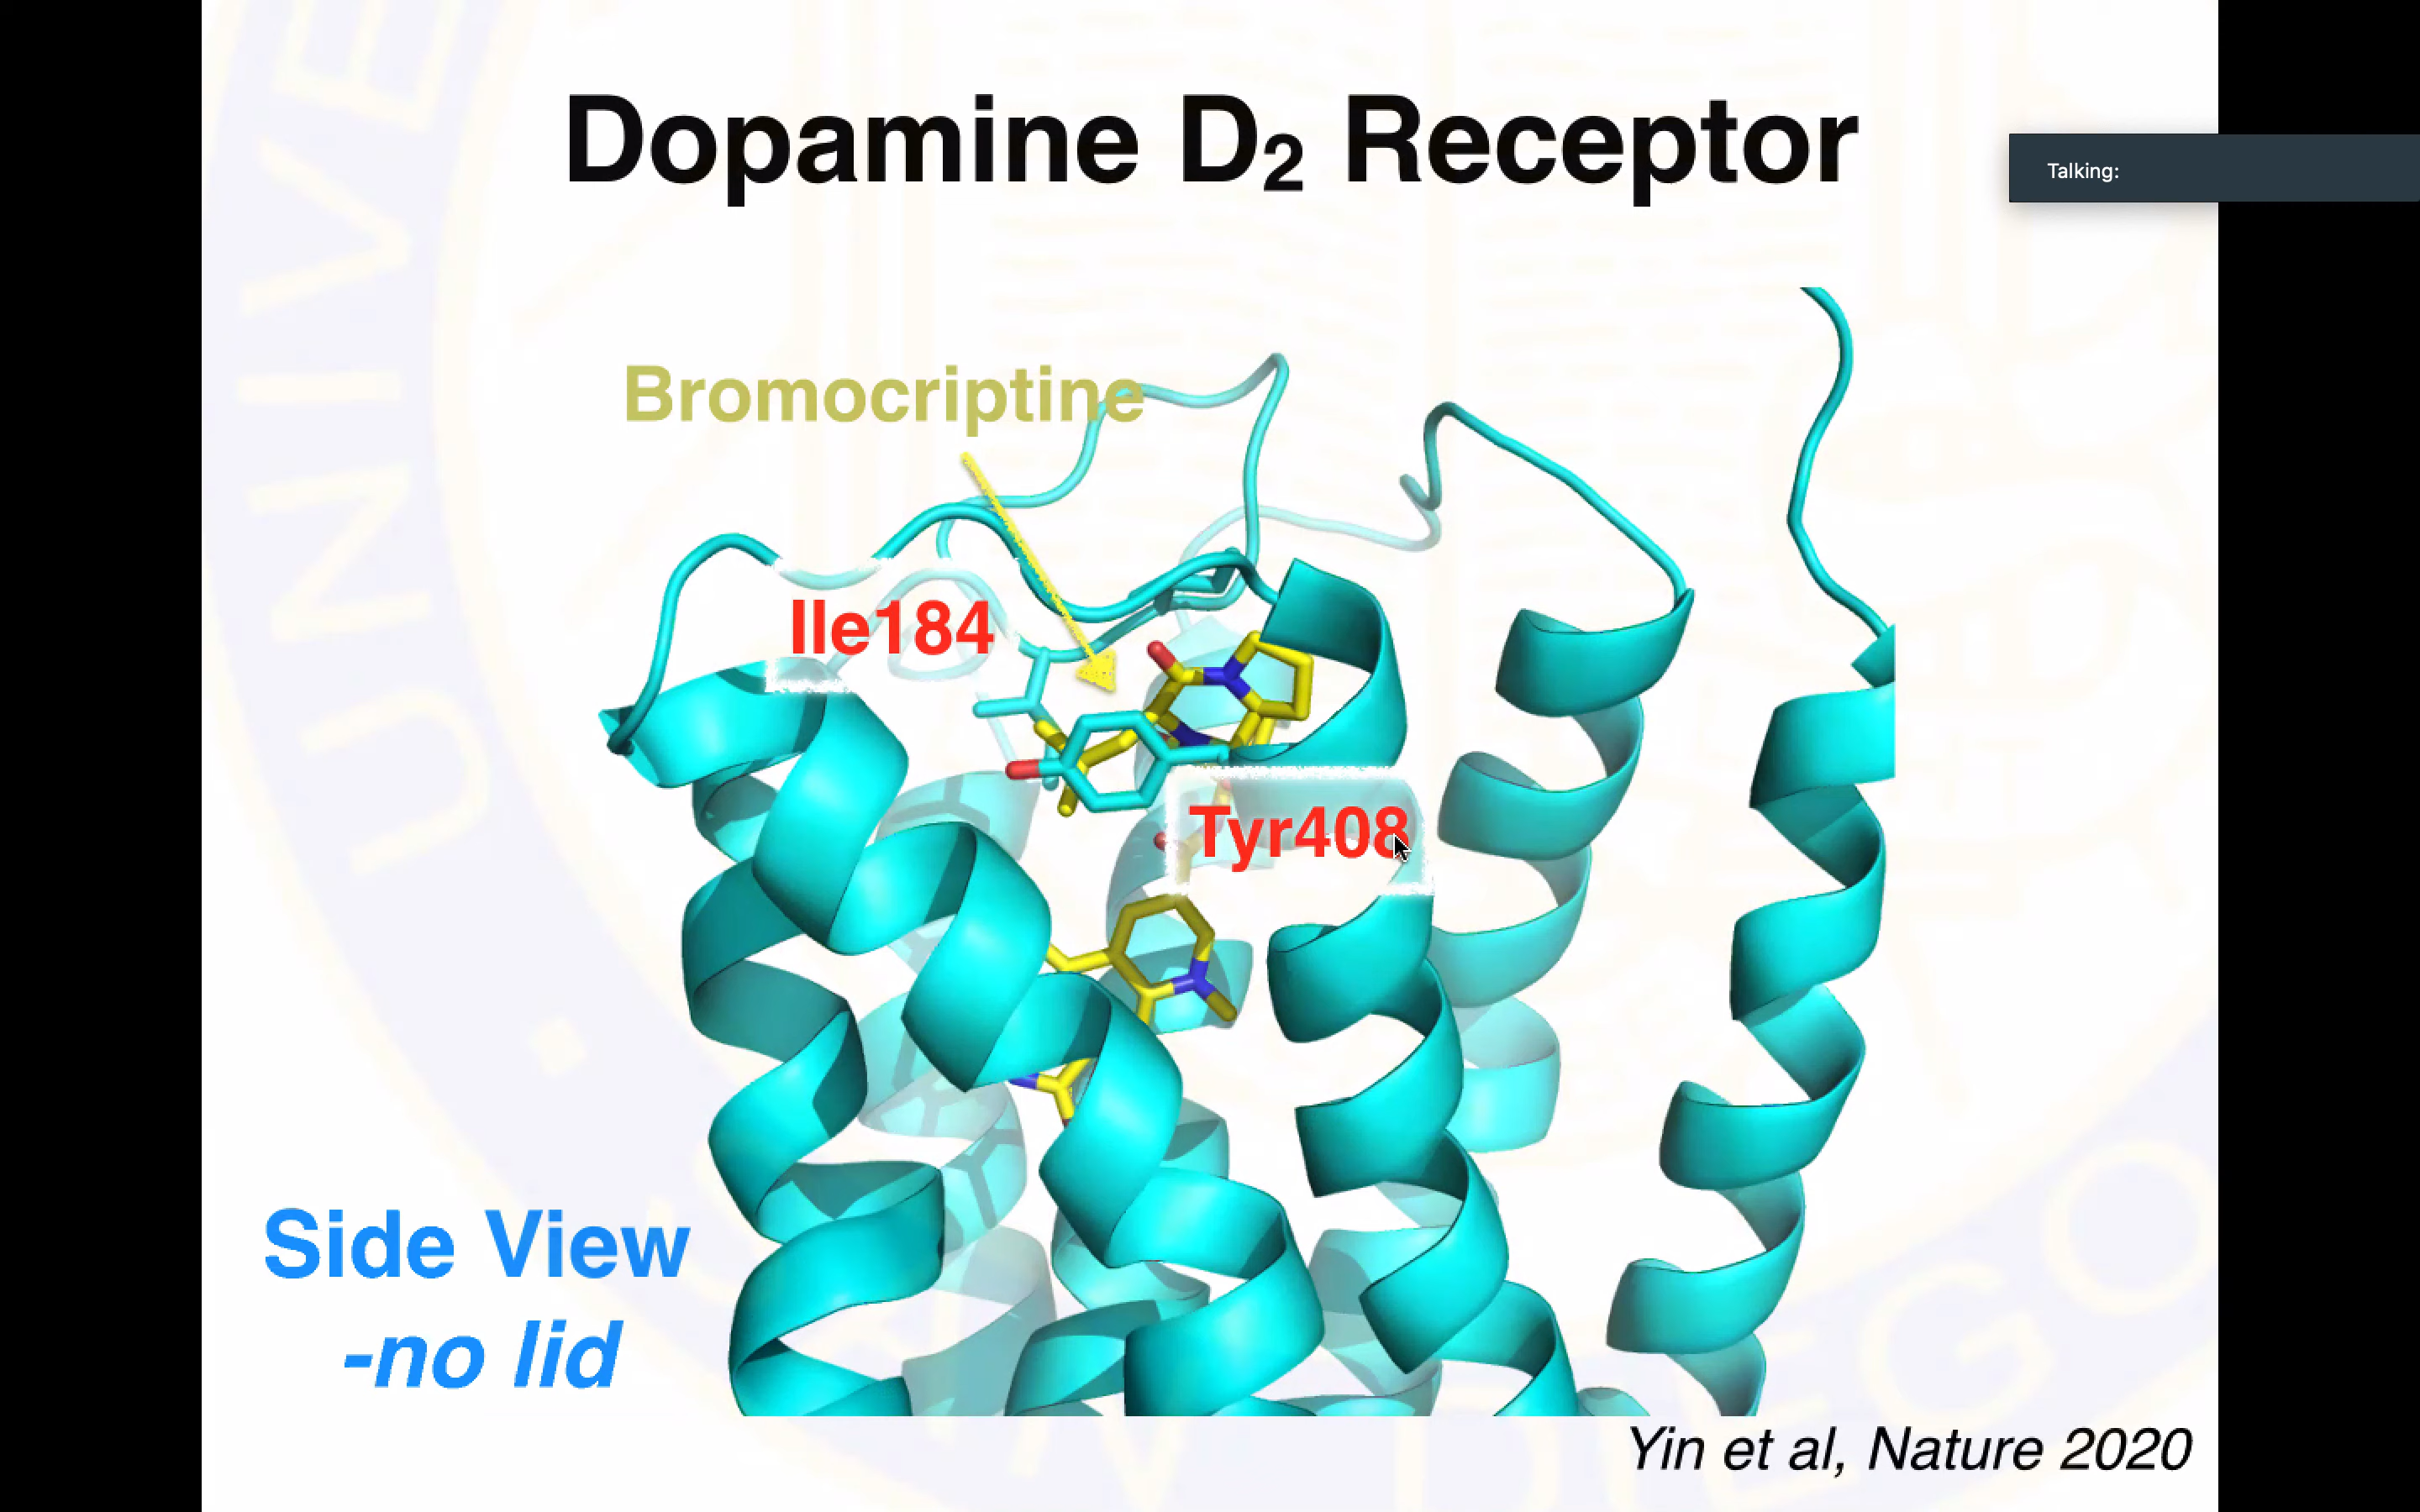 Dopamine D₂ Receptor
Talking:
Bromocriptine
Ile184
Tyr408
Side View
-no lid
Yin et al, Nature 2020